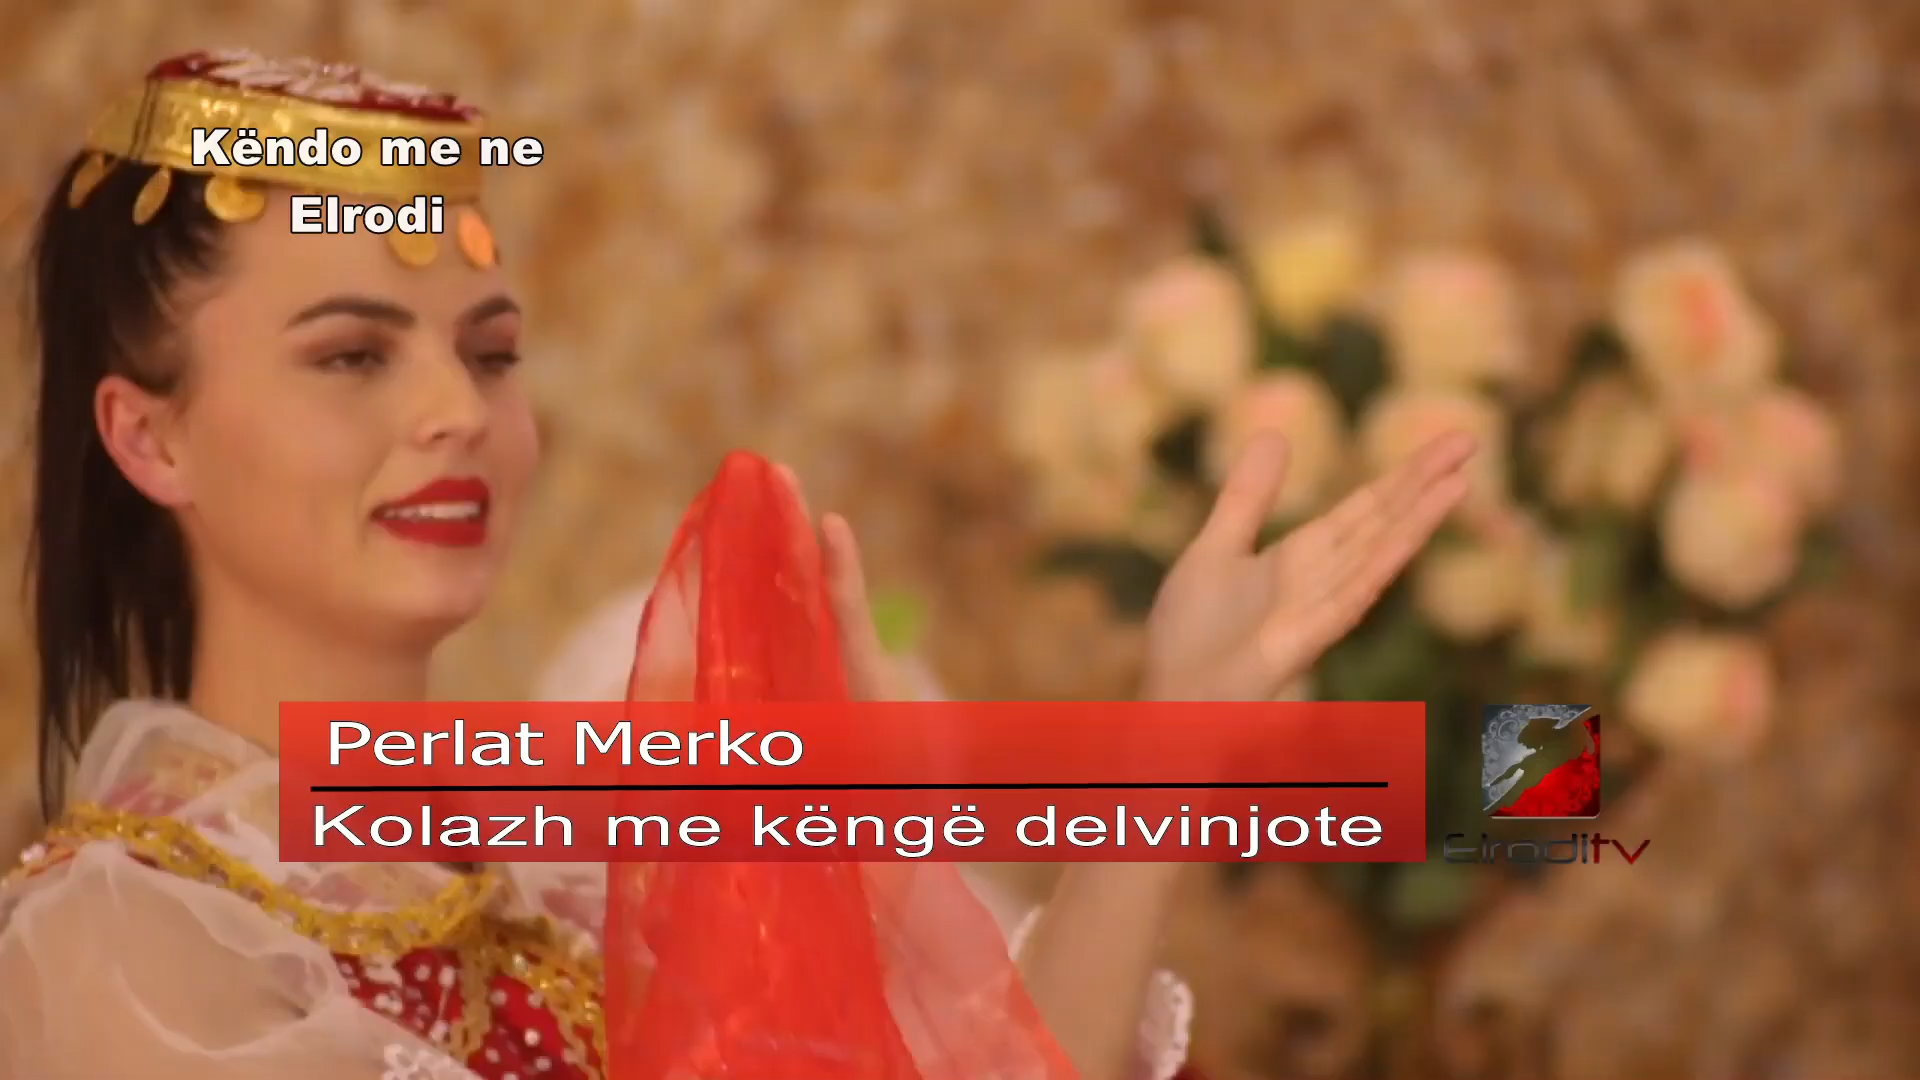 Këndo me ne
Elrodi
Perlat Merko
Kolazh me këngë delvinjote
Elroditv